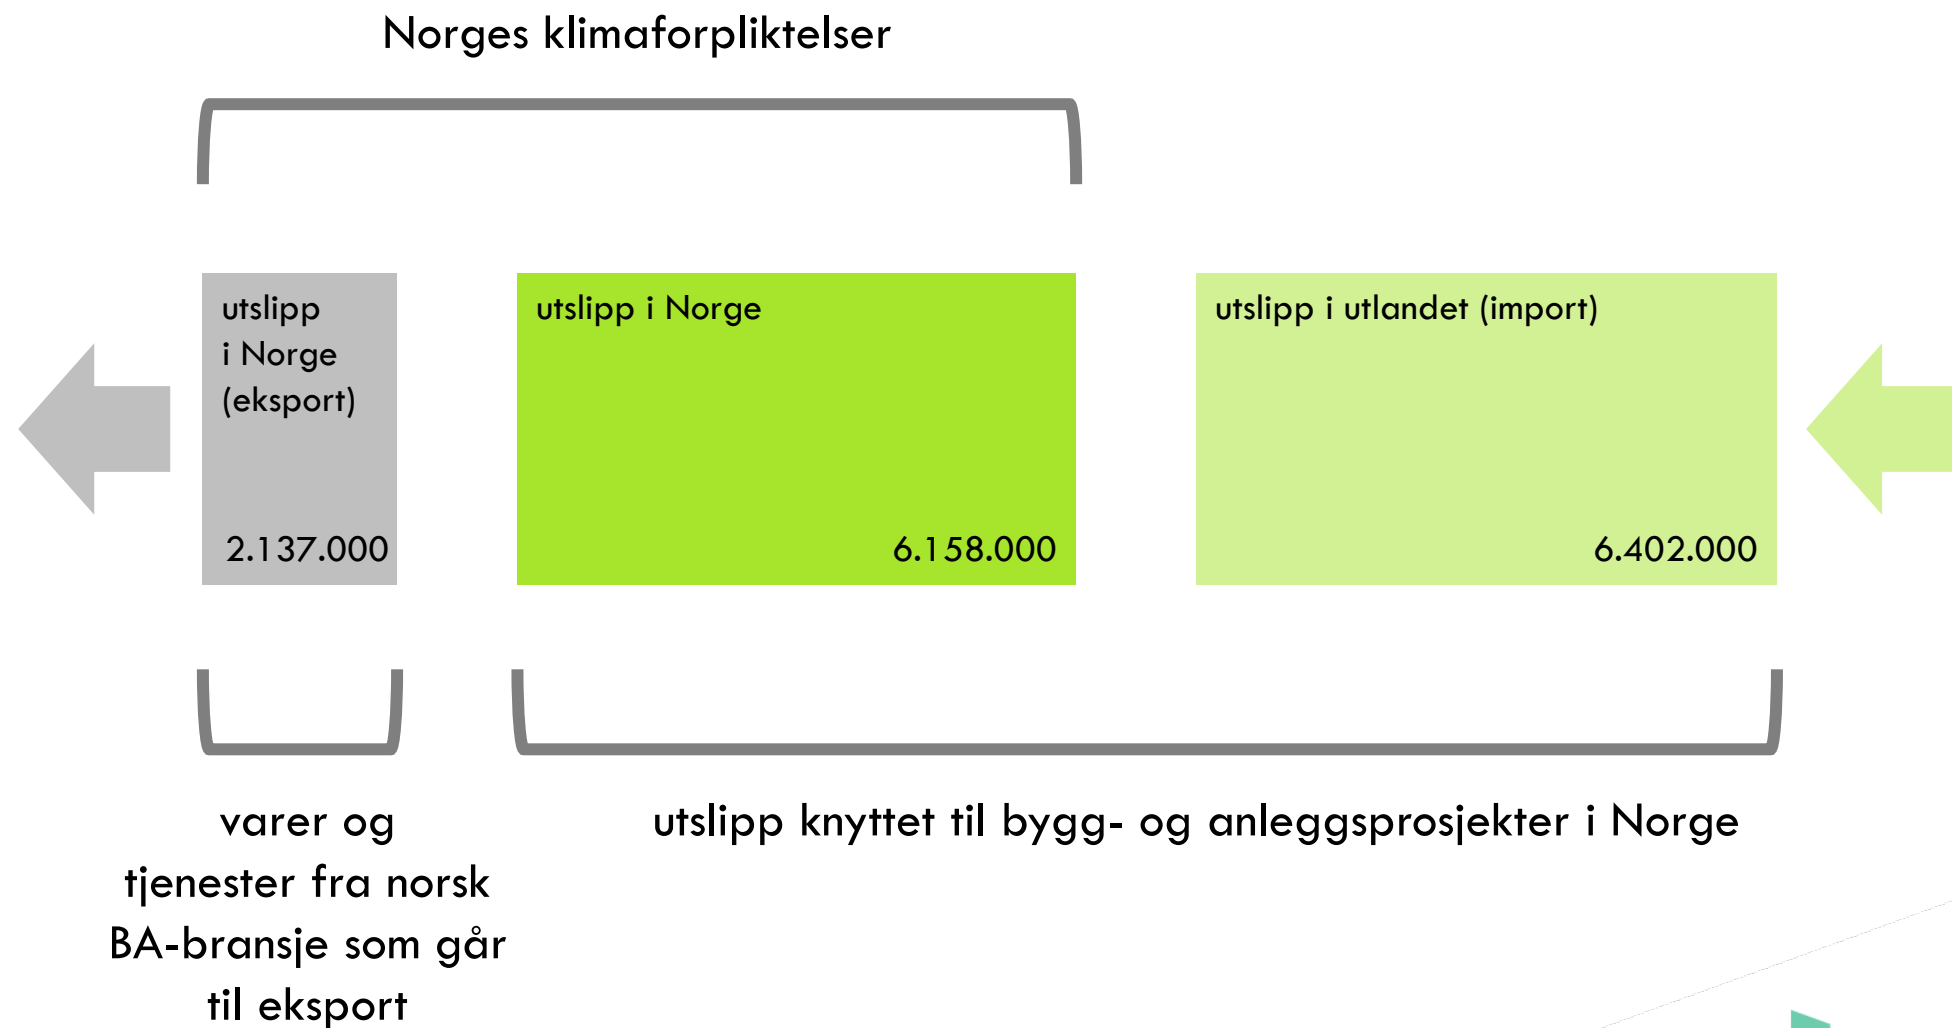 Norges klimaforpliktelser
utslipp
i Norge
(eksport)
2.137.000
utslipp i Norge
6.158.000
utslipp i utlandet (import)
6.402.000
varer og
tjenester fra norsk
BA-bransje som går
til eksport
utslipp knyttet til bygg- og anleggsprosjekter i Norge